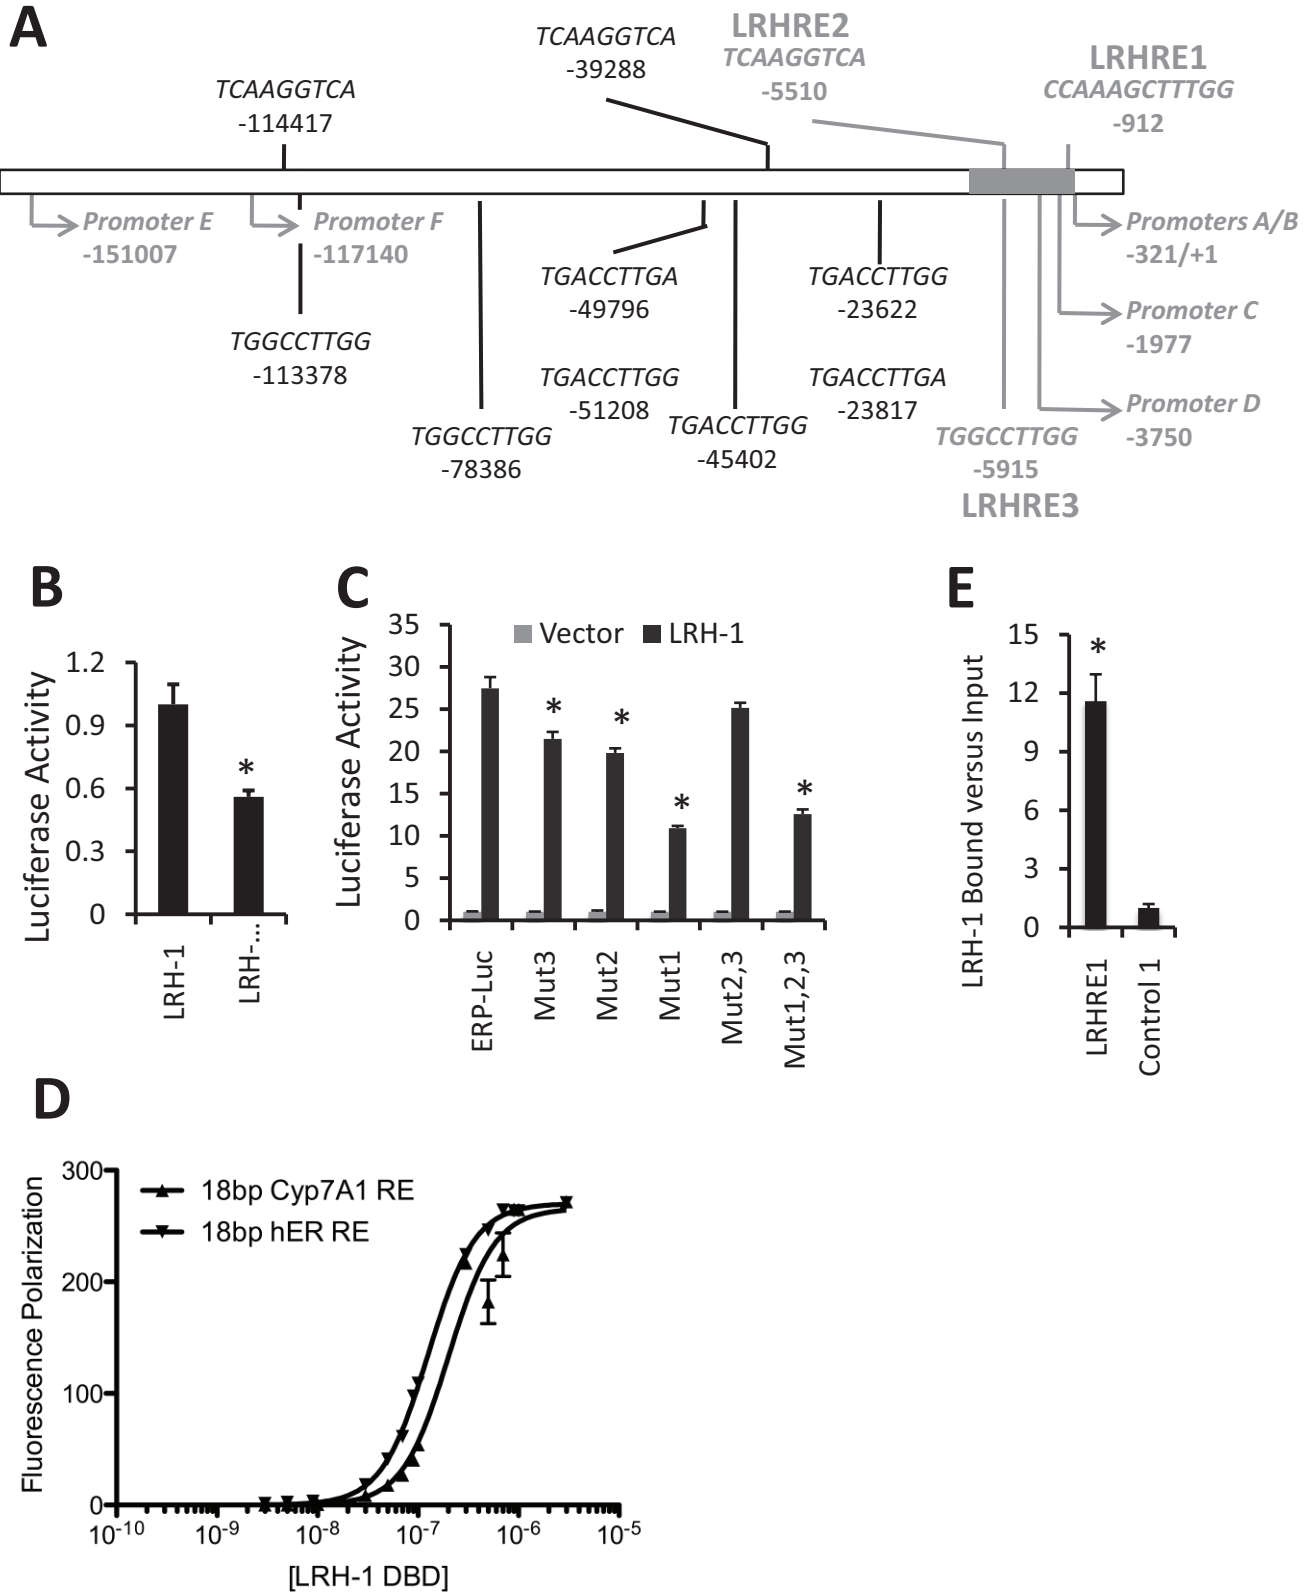 A
TCAAGGTCA
-39288
LRHRE2
TCAAGGTCA
-5510
LRHRE1
CCAAAGCTTTGG
-912
TCAAGGTCA
-114417
Promoter E
-151007
Promoter F
-117140
Promoters A/B
-321/+1
TGACCTTGA
-49796
TGACCTTGG
-23622
Promoter C
-1977
TGGCCTTGG
-113378
TGACCTTGG
-51208
TGACCTTGA
-23817
Promoter D
-3750
TGGCCTTGG
-78386
TGACCTTGG
-45402
TGGCCTTGG
-5915
LRHRE3
B
Luciferase Activity
1.2
0.9
0.6
0.3
0
*
LRH-1
LRH-...
C
Luciferase Activity
35
30
25
20
15
10
5
0
Vector
LRH-1
*
*
*
*
ERP-Luc
Mut3
Mut2
Mut1
Mut2,3
Mut1,2,3
E
LRH-1 Bound versus Input
15
12
9
6
3
0
*
LRHRE1
Control 1
D
Fluorescence Polarization
300
200
100
0
18bp Cyp7A1 RE
18bp hER RE
10-10
10-9
10-8
10-7
10-6
10-5
[LRH-1 DBD]